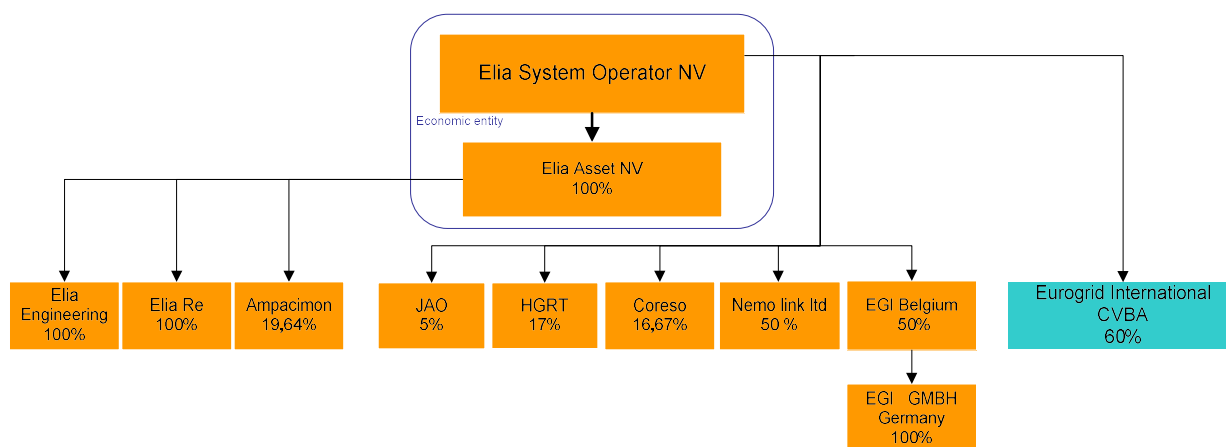 Elia System Operator NV
Economic entity
Elia Asset NV
100%
Elia
Engineering
100%
Elia Re
100%
Ampacimon
19,64%
JAO
5%
HGRT
17%
Coreso
16,67%
Nemo link ltd
50 %
EGI Belgium
50%
Eurogrid International
CVBA
60%
EGI GMBH
Germany
100%